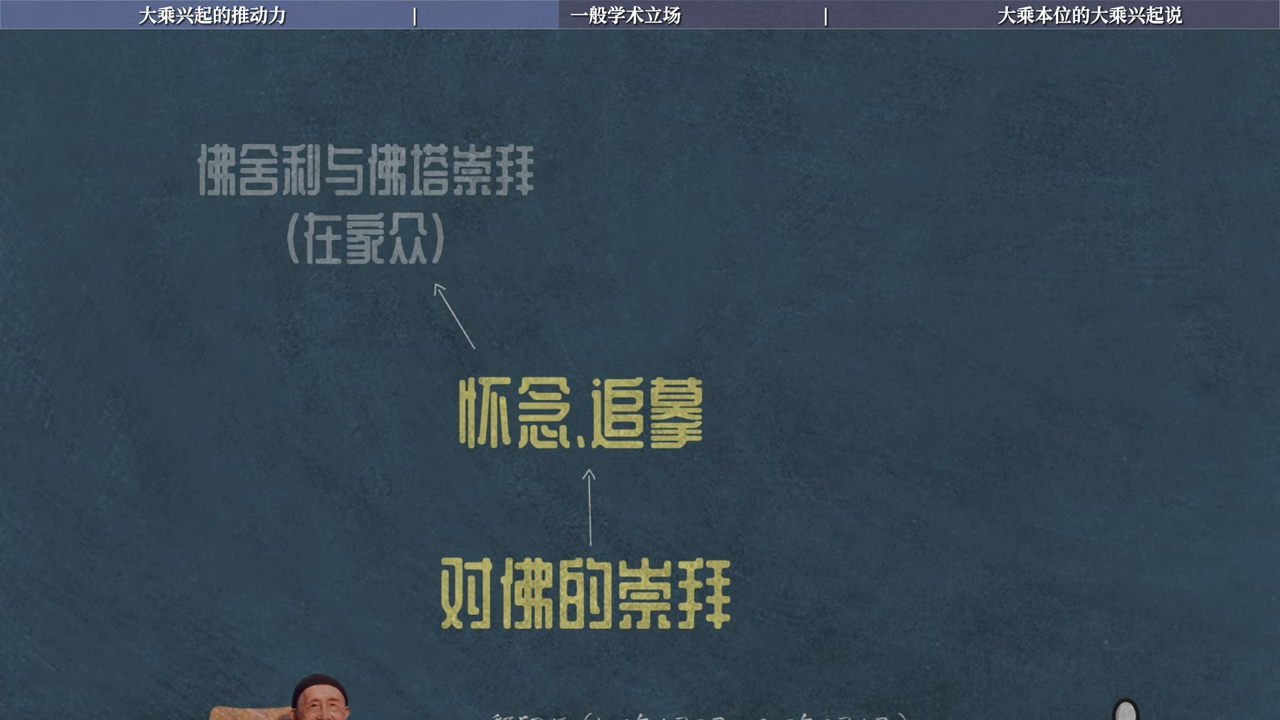 大乘兴起的推动力 | 一般学术立场 | 大乘本位的大乘兴起说
佛舍利与佛塔崇拜
(在家众)
怀念、追摹
对佛的崇拜